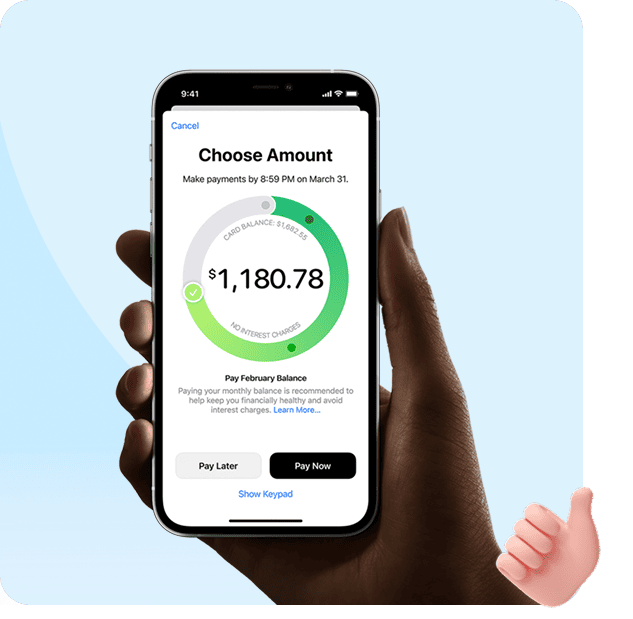 9:41
Cancel
Choose Amount
Make payments by 8:59 PM on March 31.
CARD BALANCE: $1,682.55
$1,180.78
NO INTEREST CHARGES
Pay February Balance
Paying your monthly balance is recommended to
help keep you financially healthy and avoid
interest charges. Learn More...
Pay Later
Pay Now
Show Keypad